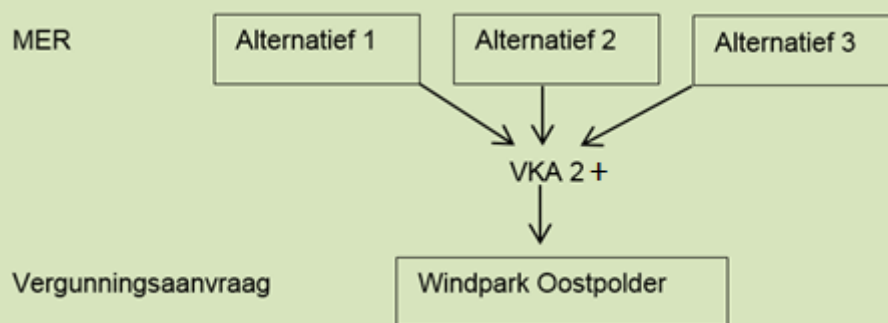 MER
Alternatief 1
Alternatief 2
Alternatief 3
VKA 2+
Vergunningsaanvraag
Windpark Oostpolder